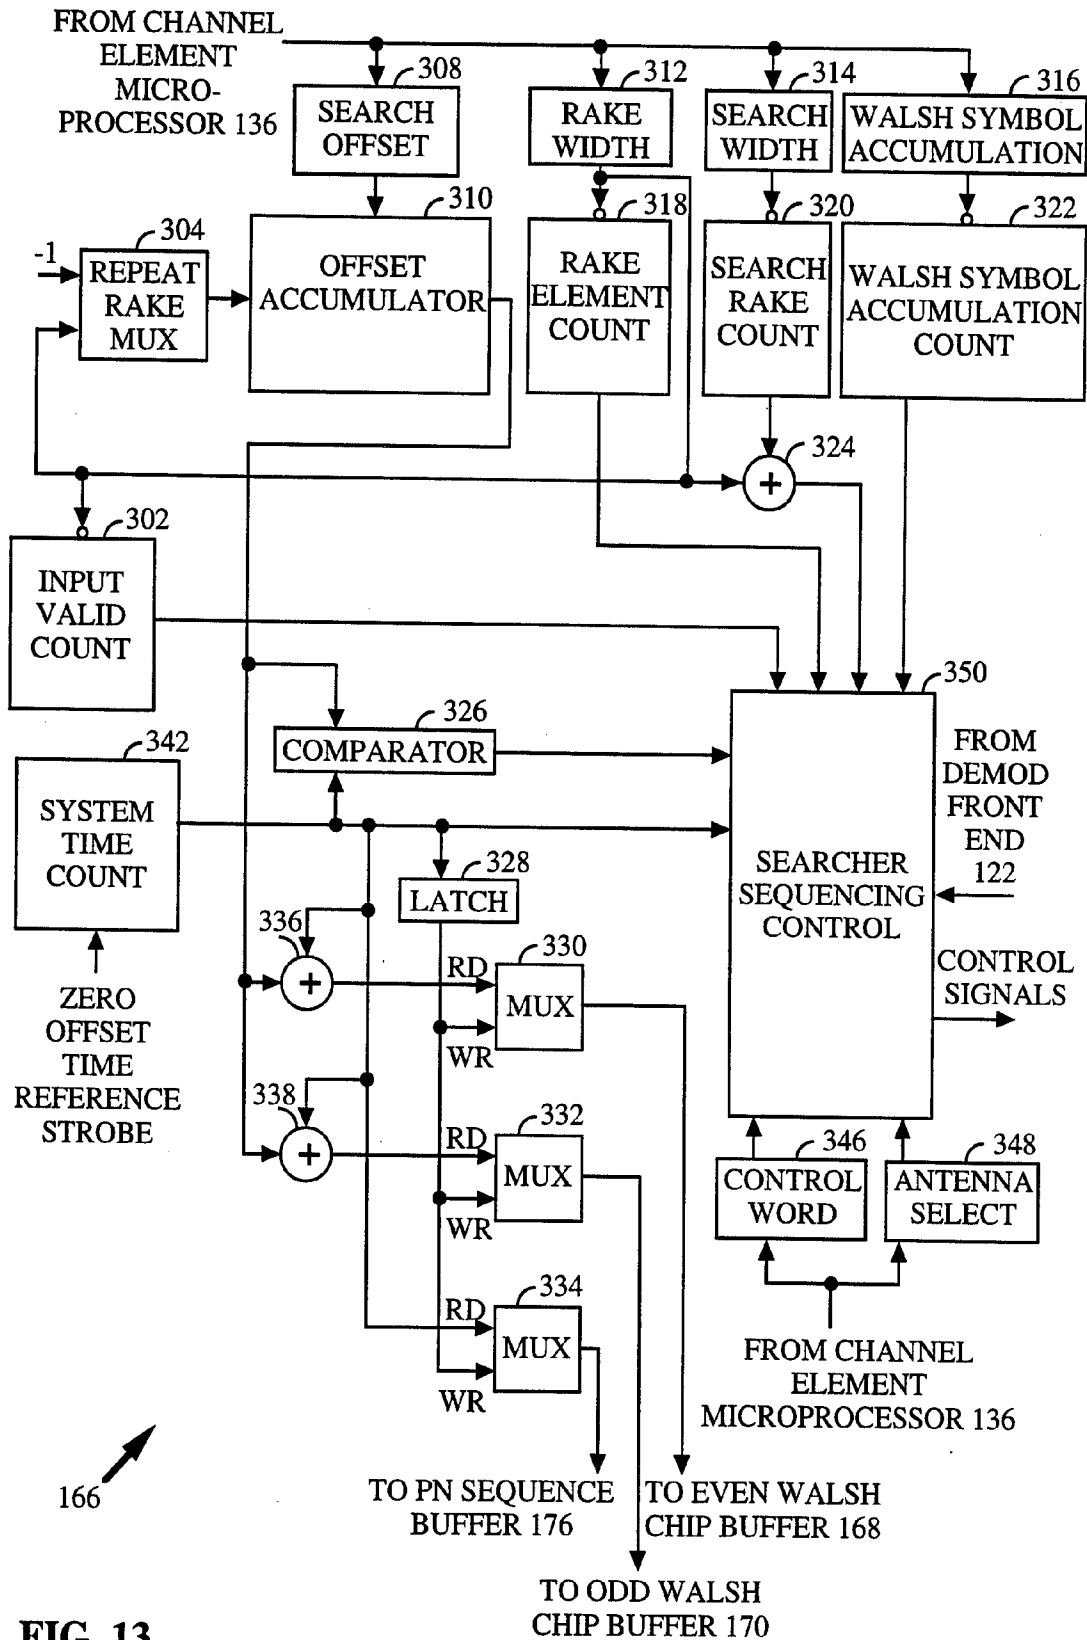 FROM CHANNEL
ELEMENT
MICRO-
PROCESSOR 136
308
SEARCH
OFFSET
312
RAKE
WIDTH
314
SEARCH
WIDTH
316
WALSH SYMBOL
ACCUMULATION
304
-1
REPEAT
RAKE
MUX
310
OFFSET
ACCUMULATOR
318
RAKE
ELEMENT
COUNT
320
SEARCH
RAKE
COUNT
322
WALSH SYMBOL
ACCUMULATION
COUNT
324
+
302
INPUT
VALID
COUNT
350
326
COMPARATOR
342
SYSTEM
TIME
COUNT
FROM
DEMOD
FRONT
END
122
SEARCHER
SEQUENCING
CONTROL
328
LATCH
336
+
RD
330
MUX
WR
CONTROL
SIGNALS
ZERO
OFFSET
TIME
REFERENCE
STROBE
338
+
RD
332
MUX
WR
346
CONTROL
WORD
348
ANTENNA
SELECT
RD
334
MUX
WR
FROM CHANNEL
ELEMENT
MICROPROCESSOR 136
166
TO PN SEQUENCE
BUFFER 176
TO EVEN WALSH
CHIP BUFFER 168
TO ODD WALSH
CHIP BUFFER 170
FIG. 13